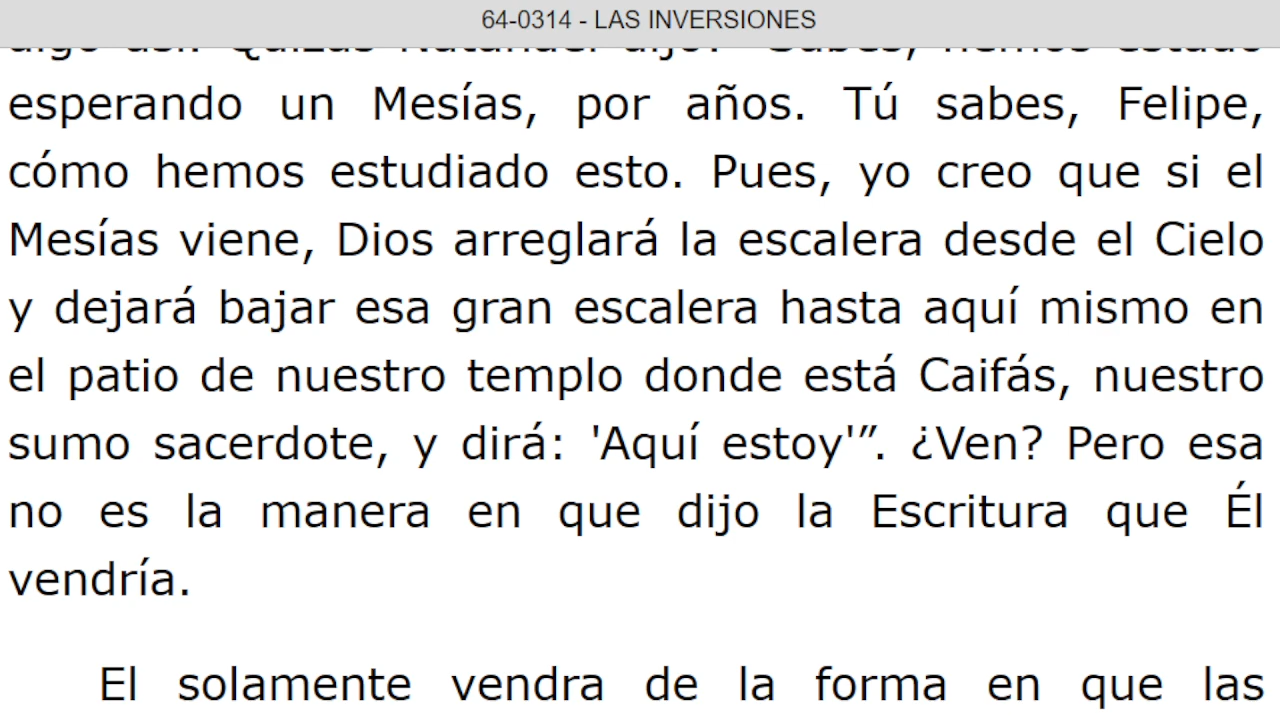 64-0314 - LAS INVERSIONES
esperando un Mesías, por años. Tú sabes, Felipe,
cómo hemos estudiado esto. Pues, yo creo que si el
Mesías viene, Dios arreglará la escalera desde el Cielo
y dejará bajar esa gran escalera hasta aquí mismo en
el patio de nuestro templo donde está Caifás, nuestro
sumo sacerdote, y dirá: 'Aquí estoy'”. ¿Ven? Pero esa
no es la manera en que dijo la Escritura que Él
vendría.
El solamente vendra de la forma en que las